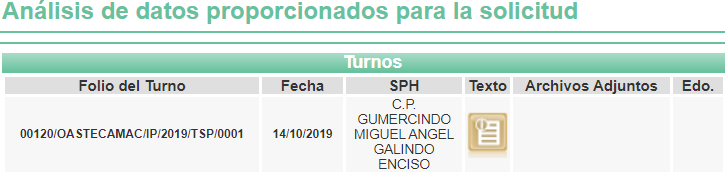 Análisis de datos proporcionados para la solicitud
Turnos
Folio del Turno Fecha SPH Texto Archivos Adjuntos Edo.
C.P.
GUMERCINDO
00120/OASTECAMAC/IP/2019/TSP/0001 14/10/2019 MIGUEL ANGEL
GALINDO
ENCISO